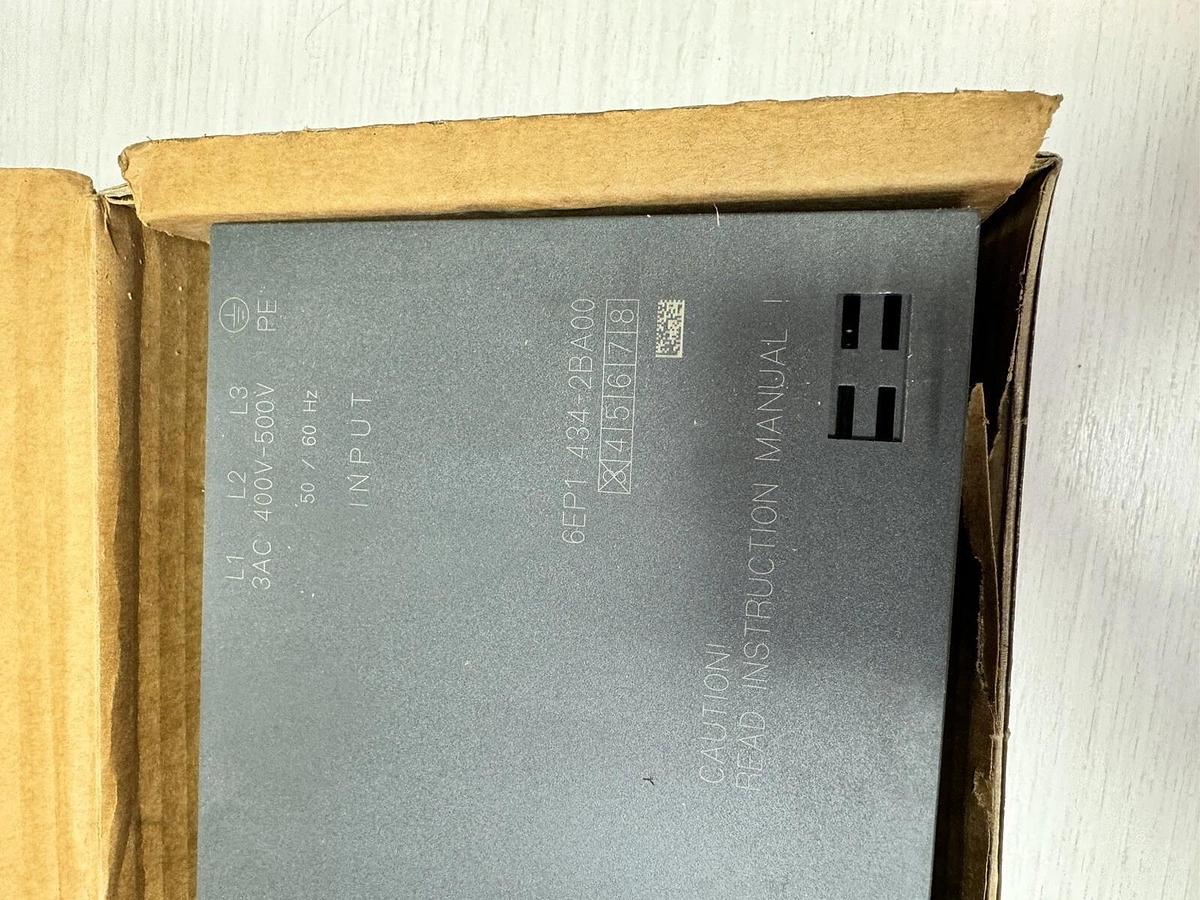 L1 L2 L3 PE
3AC 400V-500V
50 / 60 Hz
INPUT
6EP1 434-2BA00
3 4 5 6 7 8
CAUTION!
READ INSTRUCTION MANUAL !